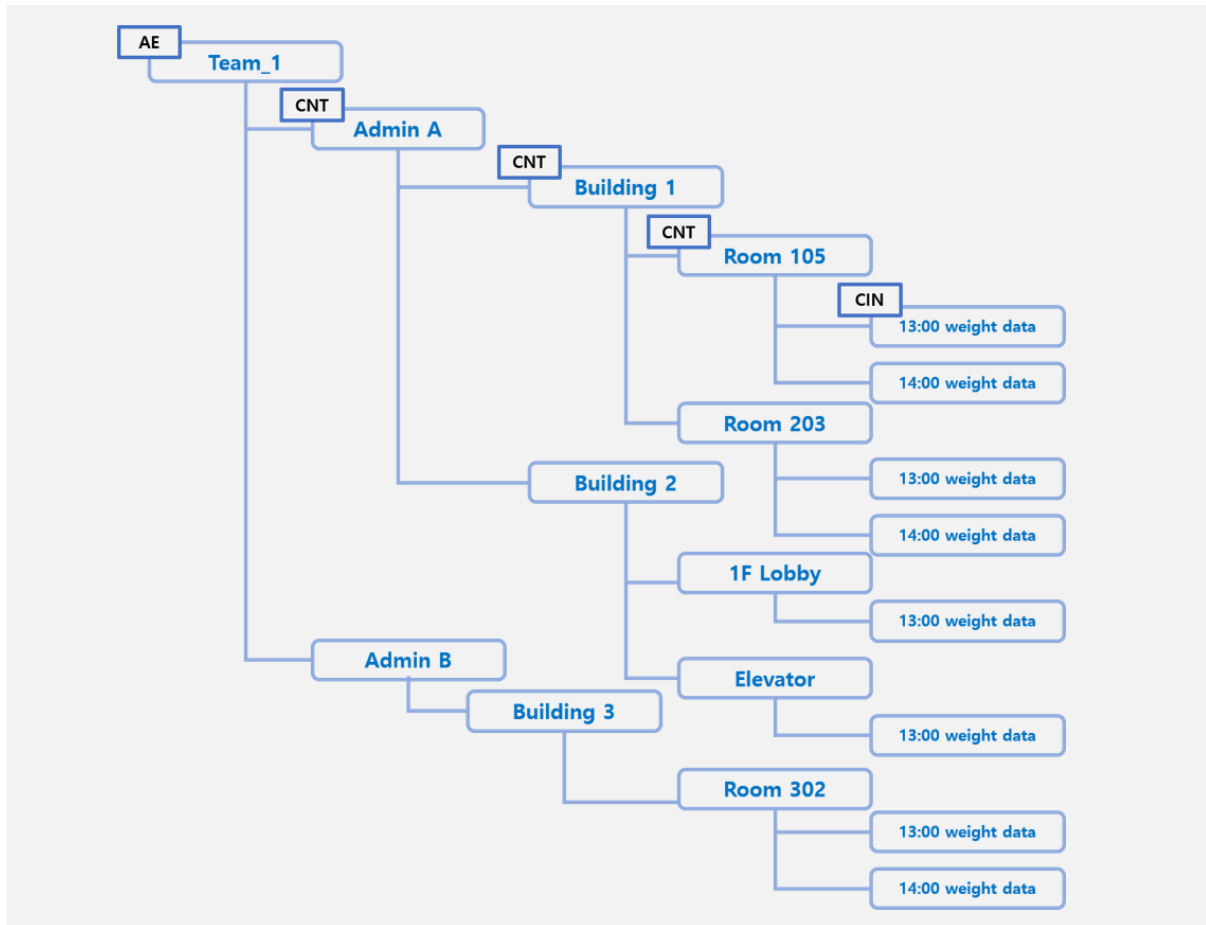 AE
Team_1
CNT
Admin A
CNT
Building 1
CNT
Room 105
CIN
13:00 weight data
14:00 weight data
Room 203
13:00 weight data
14:00 weight data
Building 2
1F Lobby
13:00 weight data
Elevator
13:00 weight data
Admin B
Building 3
Room 302
13:00 weight data
14:00 weight data